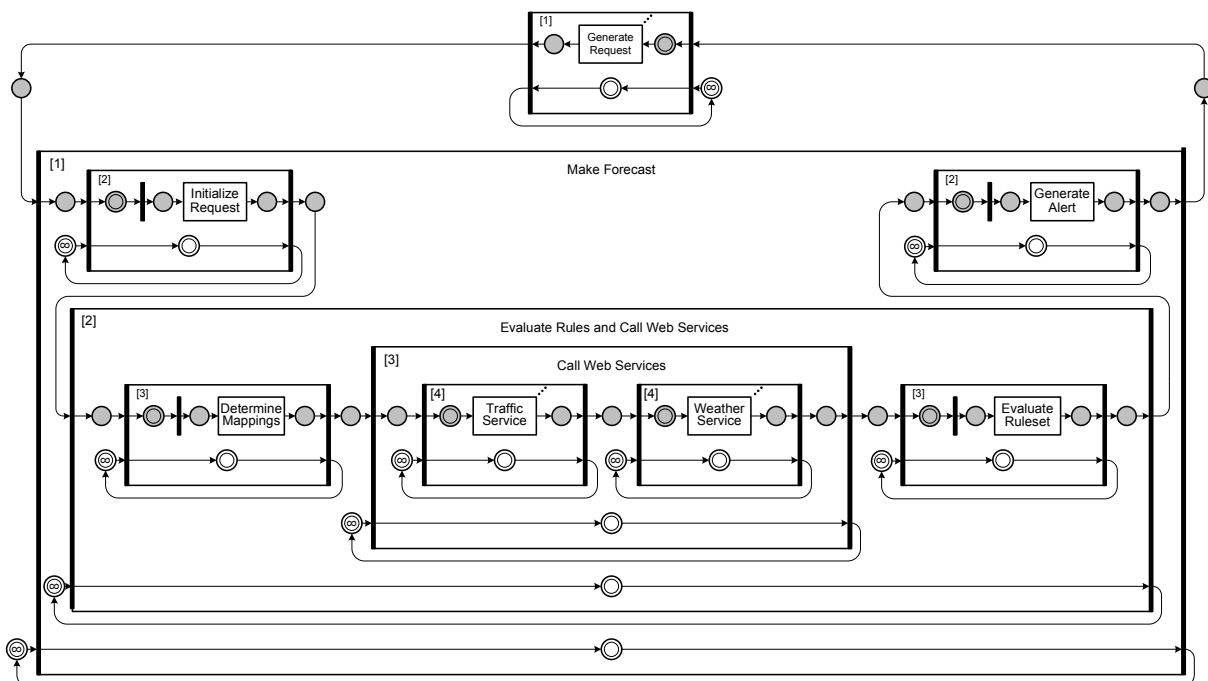 [1]
Generate
Request
∞
[1]
Make Forecast
[2]
Initialize
Request
∞
[2]
Generate
Alert
∞
[2]
Evaluate Rules and Call Web Services
[3]
Call Web Services
[3]
Determine
Mappings
∞
[4]
Traffic
Service
∞
[4]
Weather
Service
∞
[3]
Evaluate
Ruleset
∞
∞
∞
∞